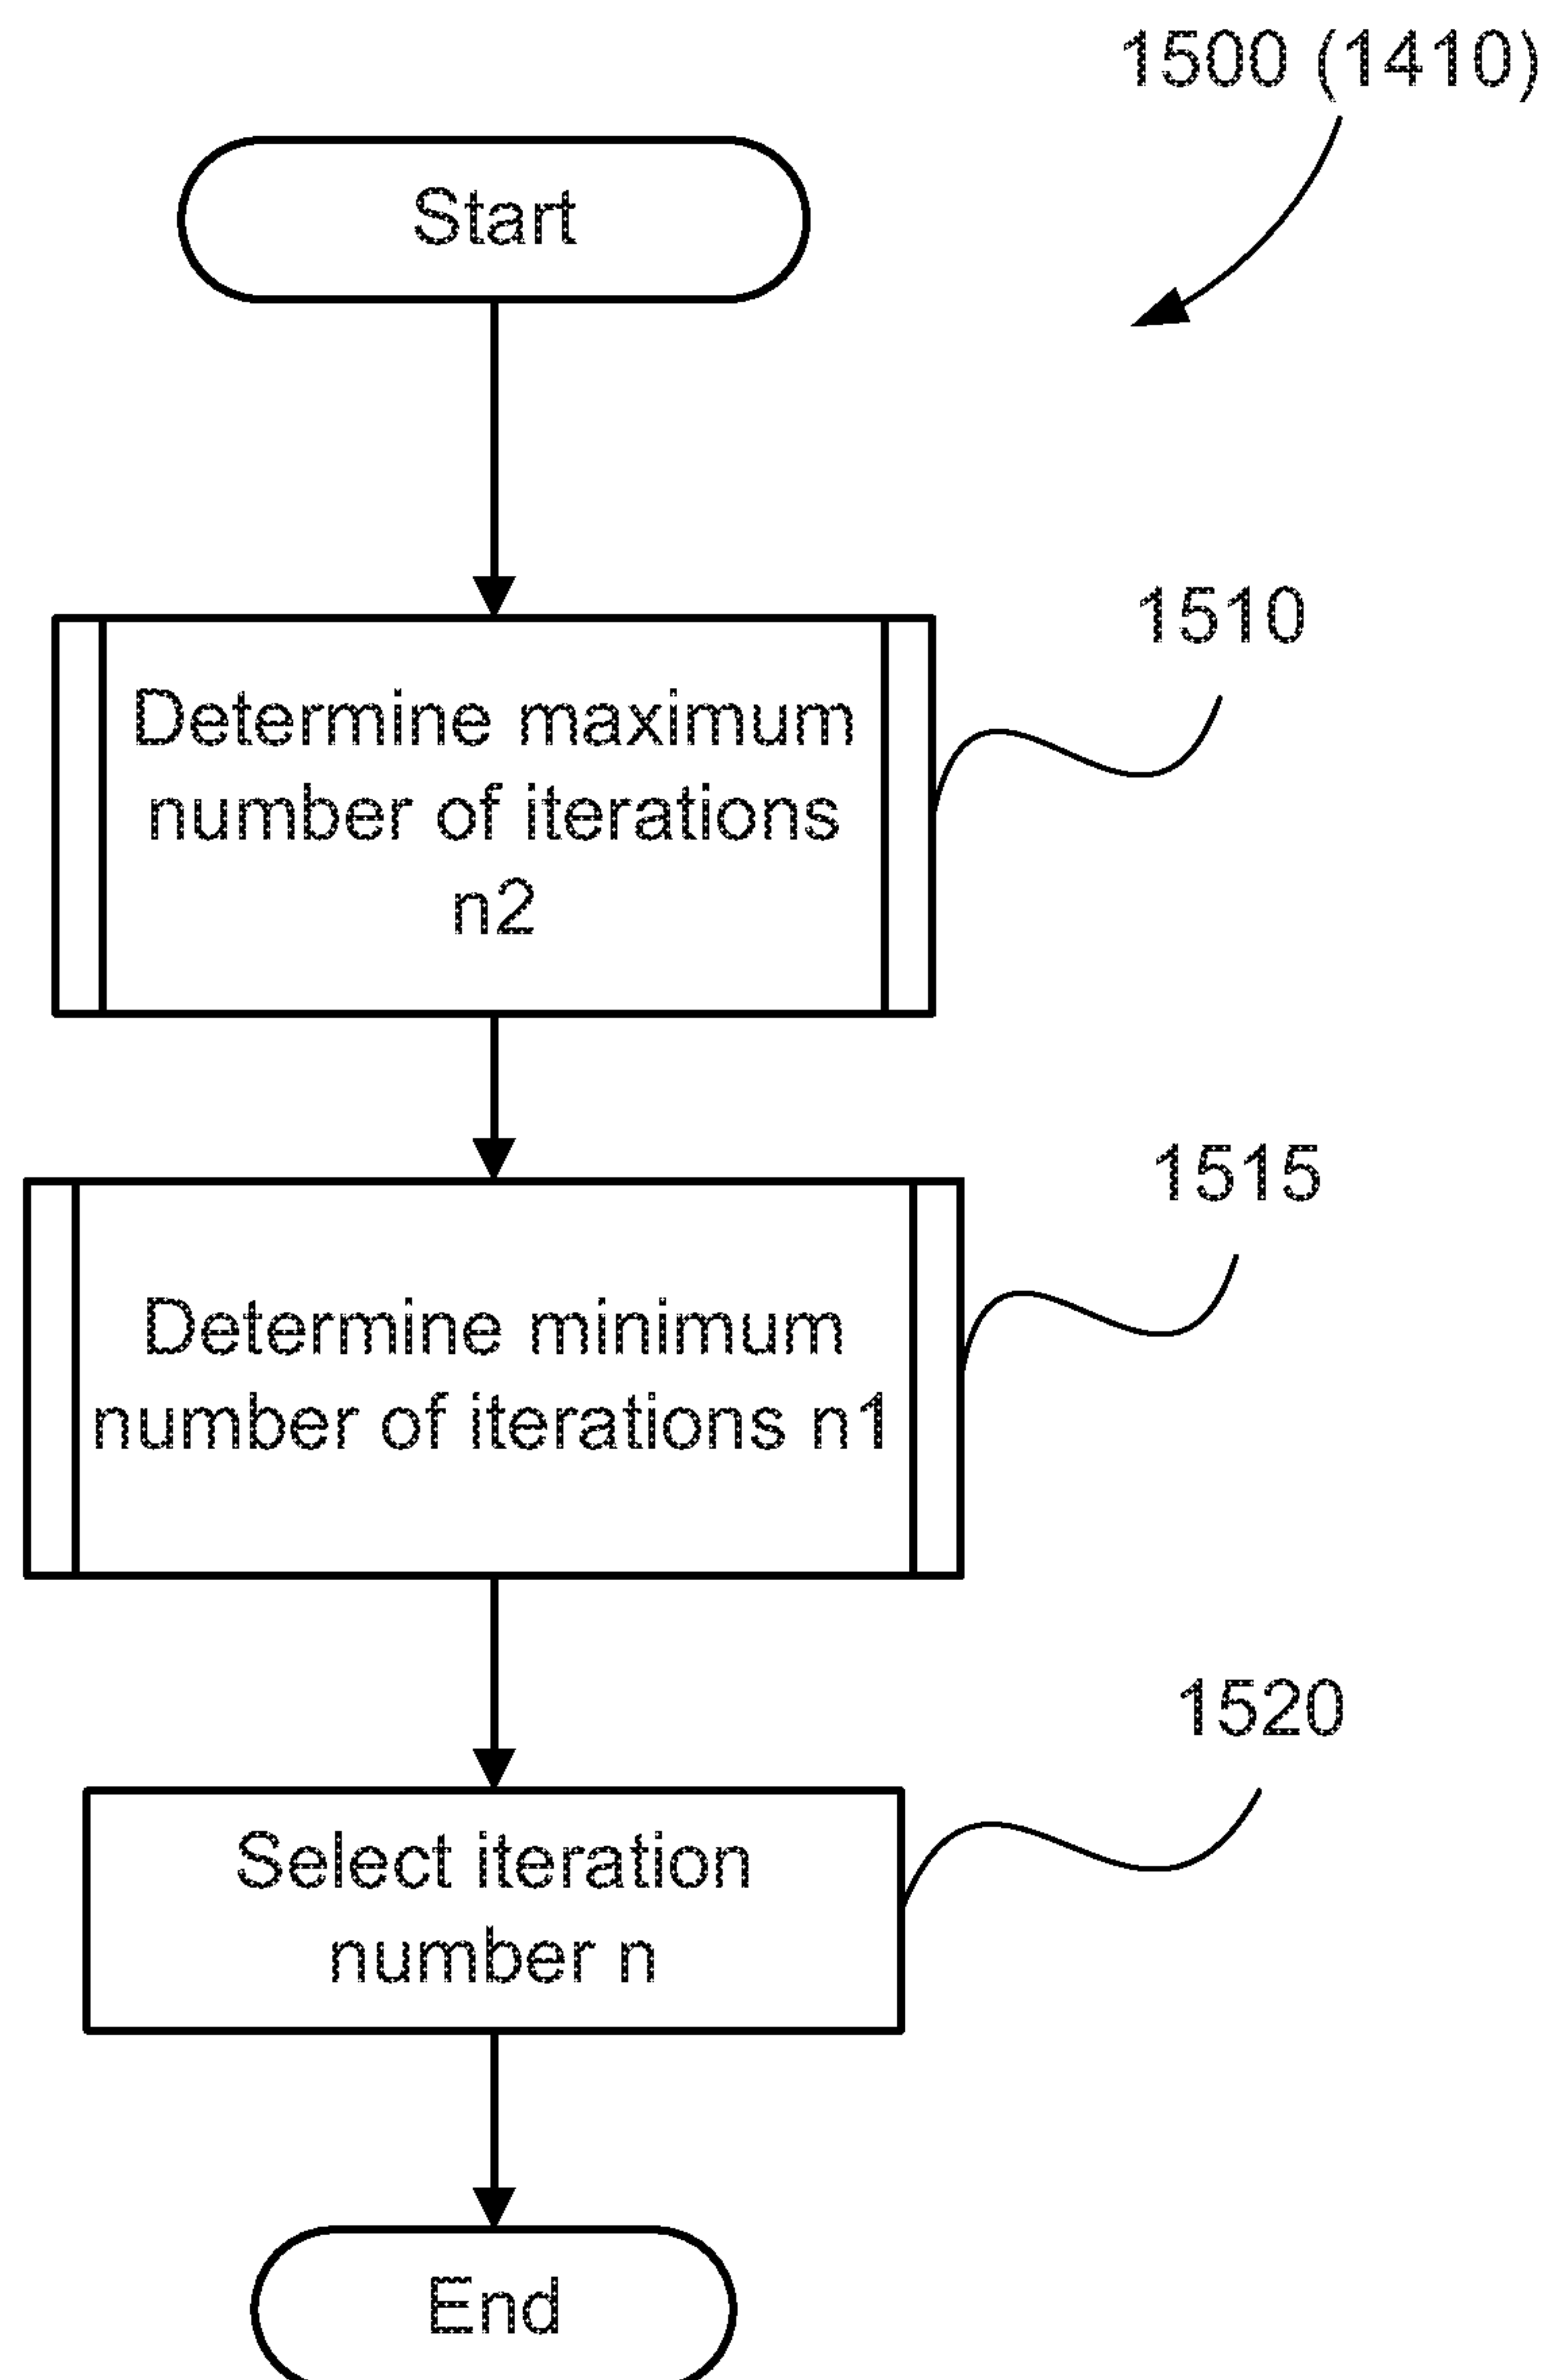 1500 (1410)
Start
1510
Determine maximum
number of iterations
n2
1515
Determine minimum
number of iterations n1
1520
Select iteration
number n
End